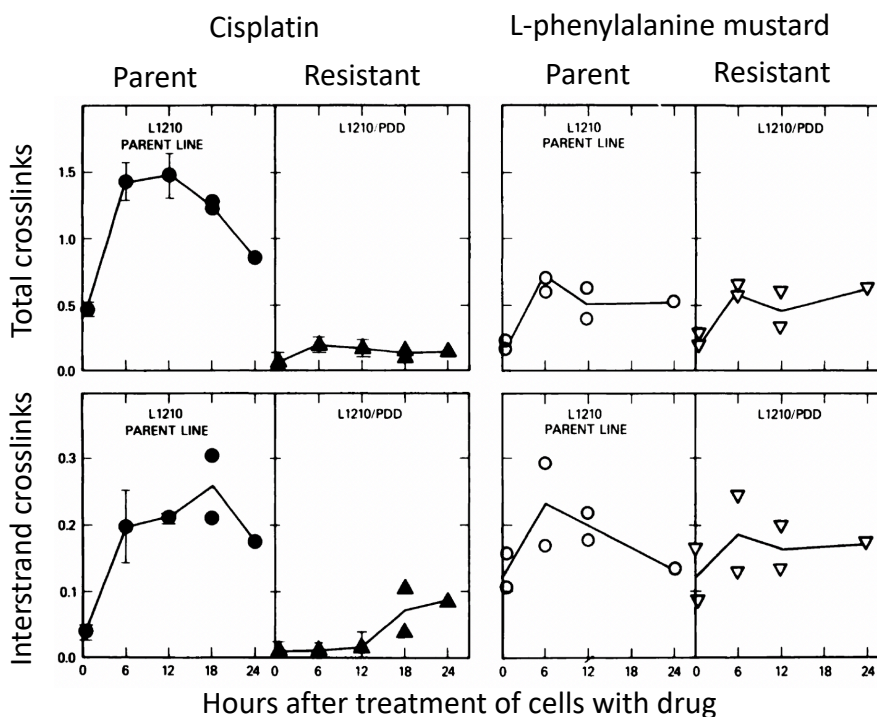 Cisplatin L-phenylalanine mustard
Parent Resistant Parent Resistant
Total crosslinks
L1210
PARENT LINE
L1210/PDD
L1210
PARENT LINE
L1210/PDD
1.5
1.0
0.5
0.0
Interstrand crosslinks
L1210
PARENT LINE
L1210/PDD
L1210
PARENT LINE
L1210/PDD
0.3
0.2
0.1
0.0
0 6 12 18 24 0 6 12 18 24 0 6 12 18 24 0 6 12 18 24
Hours after treatment of cells with drug